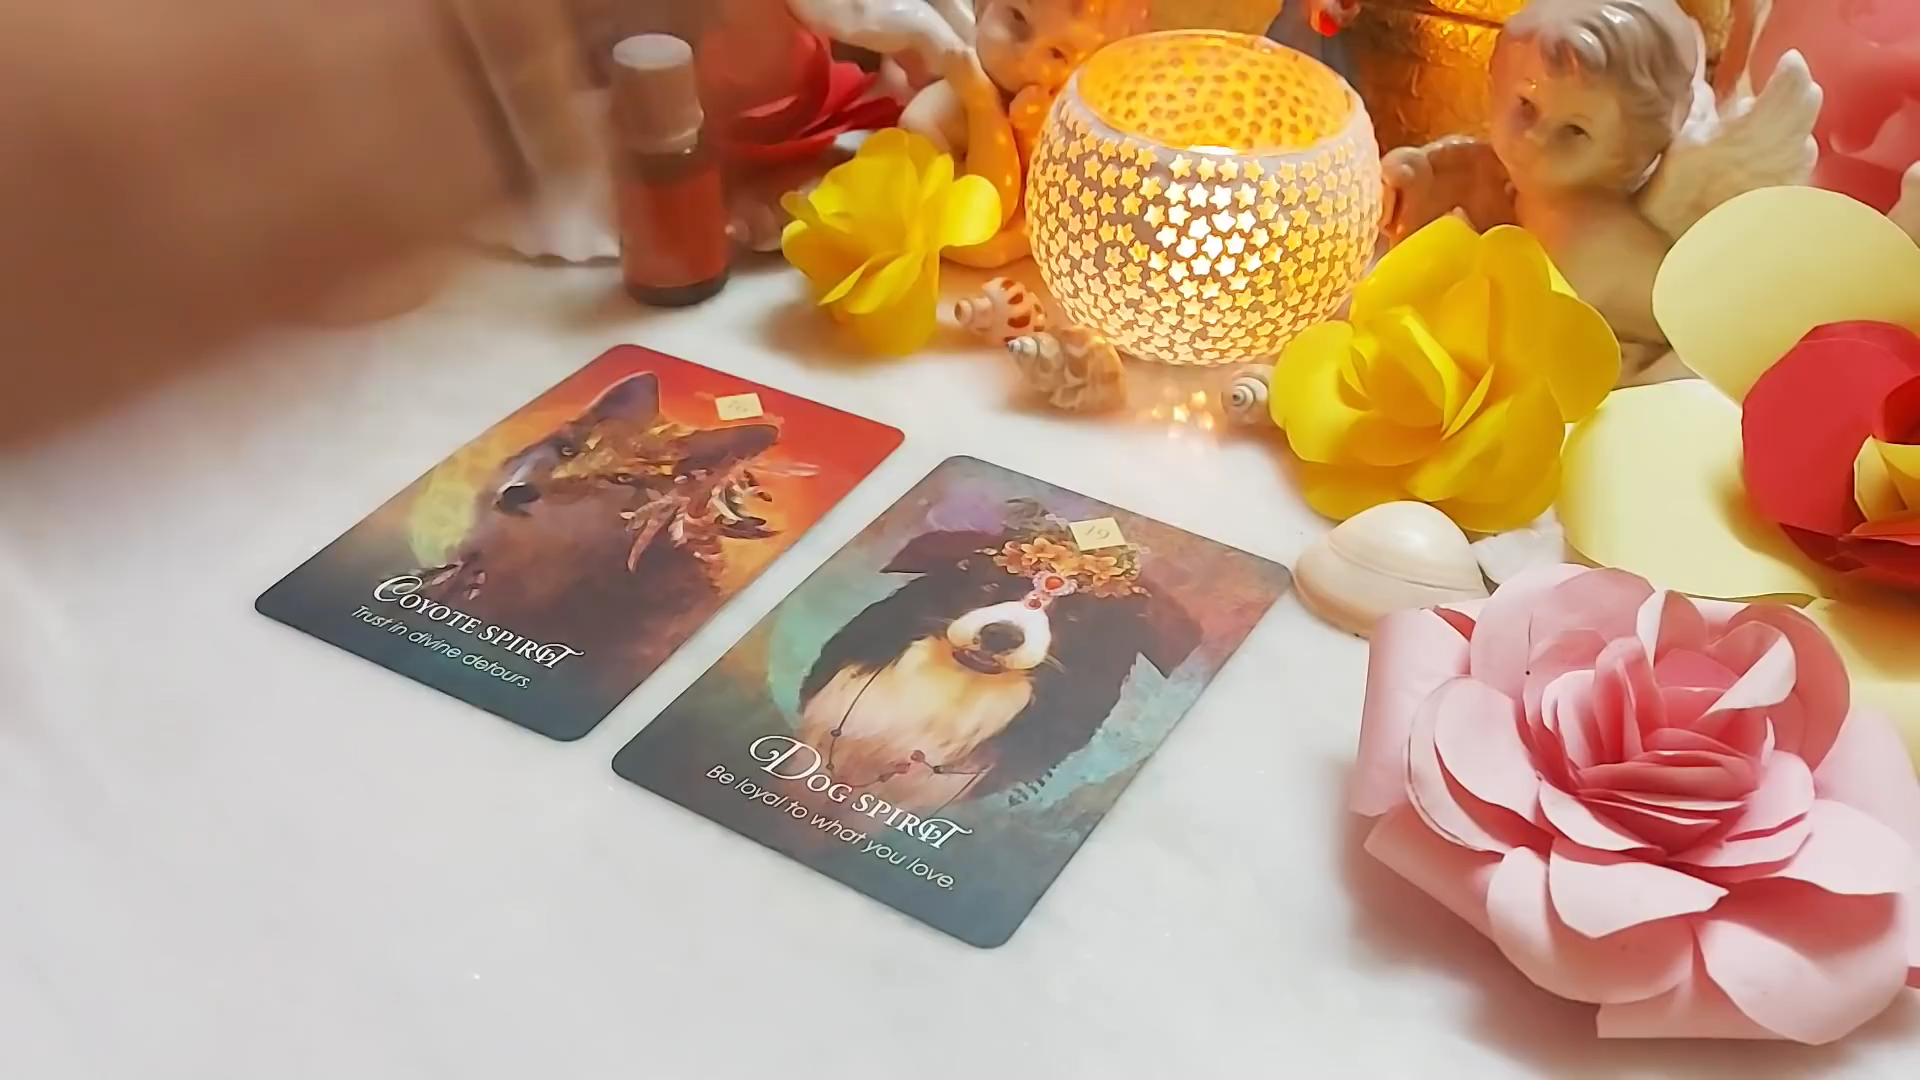 COYOTE SPIRIT
Trust in divine detours.
19
DOG SPIRIT
Be loyal to what you love.